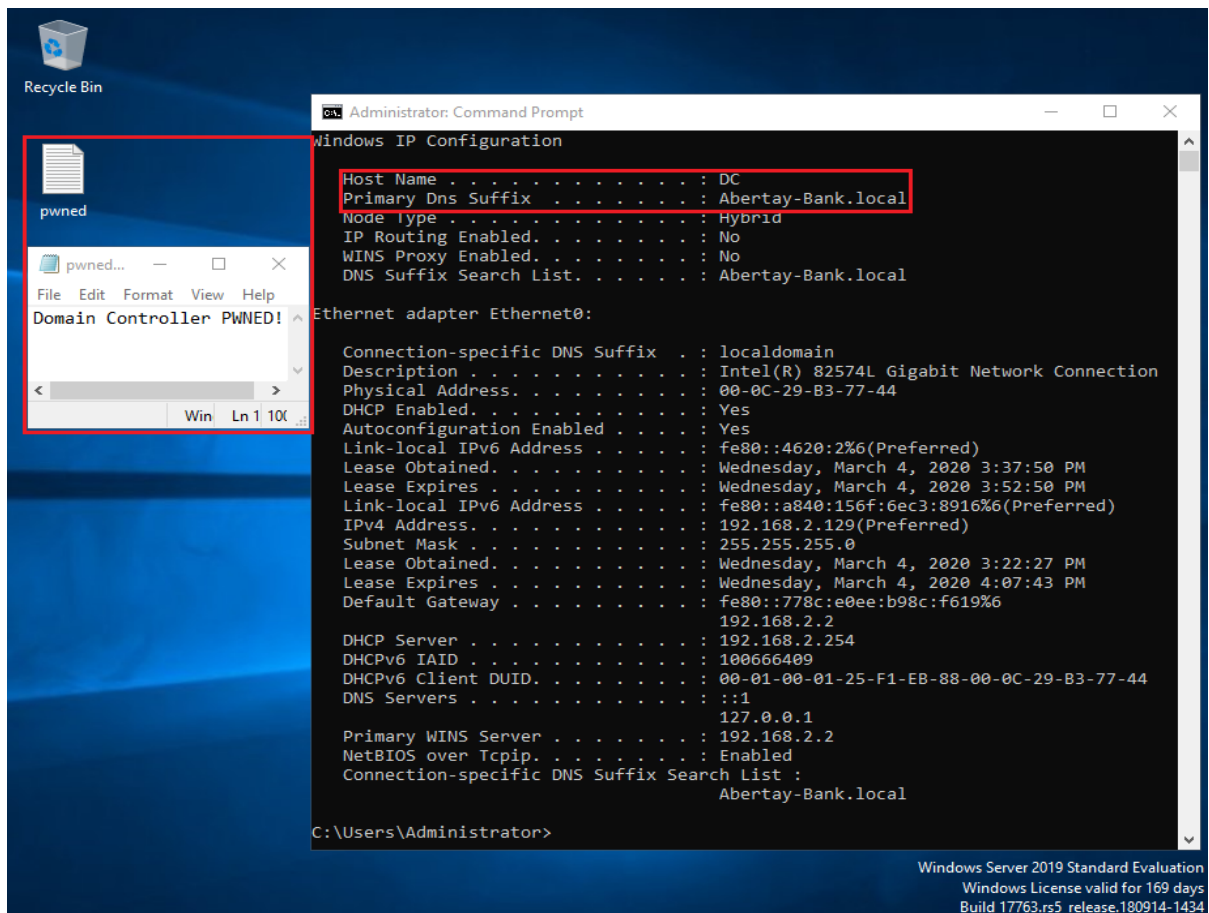 Recycle Bin
pwned
pwned...
File Edit Format View Help
Domain Controller PWNED!
Win Ln 1 10
Administrator: Command Prompt
Windows IP Configuration
Host Name . . . . . . . . . . . . : DC
Primary Dns Suffix . . . . . . . : Abertay-Bank.local
Node Type . . . . . . . . . . . . : Hybrid
IP Routing Enabled. . . . . . . . : No
WINS Proxy Enabled. . . . . . . . : No
DNS Suffix Search List. . . . . . : Abertay-Bank.local
Ethernet adapter Ethernet0:
Connection-specific DNS Suffix . : localdomain
Description . . . . . . . . . . . : Intel(R) 82574L Gigabit Network Connection
Physical Address. . . . . . . . . : 00-0C-29-B3-77-44
DHCP Enabled. . . . . . . . . . . : Yes
Autoconfiguration Enabled . . . . : Yes
Link-local IPv6 Address . . . . . : fe80::4620:2%6(Preferred)
Lease Obtained. . . . . . . . . . : Wednesday, March 4, 2020 3:37:50 PM
Lease Expires . . . . . . . . . . : Wednesday, March 4, 2020 3:52:50 PM
Link-local IPv6 Address . . . . . : fe80::a840:156f:6ec3:8916%6(Preferred)
IPv4 Address. . . . . . . . . . . : 192.168.2.129(Preferred)
Subnet Mask . . . . . . . . . . . : 255.255.255.0
Lease Obtained. . . . . . . . . . : Wednesday, March 4, 2020 3:22:27 PM
Lease Expires . . . . . . . . . . : Wednesday, March 4, 2020 4:07:43 PM
Default Gateway . . . . . . . . . : fe80::778c:e0ee:b98c:f619%6
192.168.2.2
DHCP Server . . . . . . . . . . . : 192.168.2.254
DHCPv6 IAID . . . . . . . . . . . : 100666409
DHCPv6 Client DUID. . . . . . . . : 00-01-00-01-25-F1-EB-88-00-0C-29-B3-77-44
DNS Servers . . . . . . . . . . . : ::1
127.0.0.1
Primary WINS Server . . . . . . . : 192.168.2.2
NetBIOS over Tcpip. . . . . . . . : Enabled
Connection-specific DNS Suffix Search List :
Abertay-Bank.local
C:\Users\Administrator>
Windows Server 2019 Standard Evaluation
Windows License valid for 169 days
Build 17763.rs5_release.180914-1434